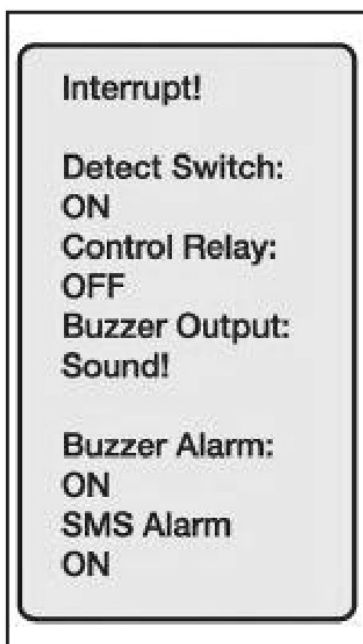 Interrupt!
Detect Switch:
ON
Control Relay:
OFF
Buzzer Output:
Sound!
Buzzer Alarm:
ON
SMS Alarm
ON